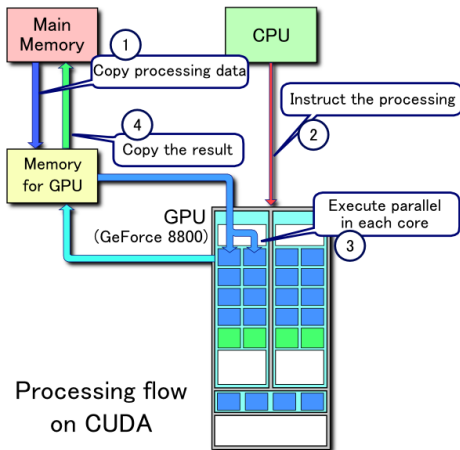 Main
Memory
1
CPU
Copy processing data
Instruct the processing
2
4
Copy the result
Memory
for GPU
GPU
(GeForce 8800)
Execute parallel
in each core
3
Processing flow
on CUDA